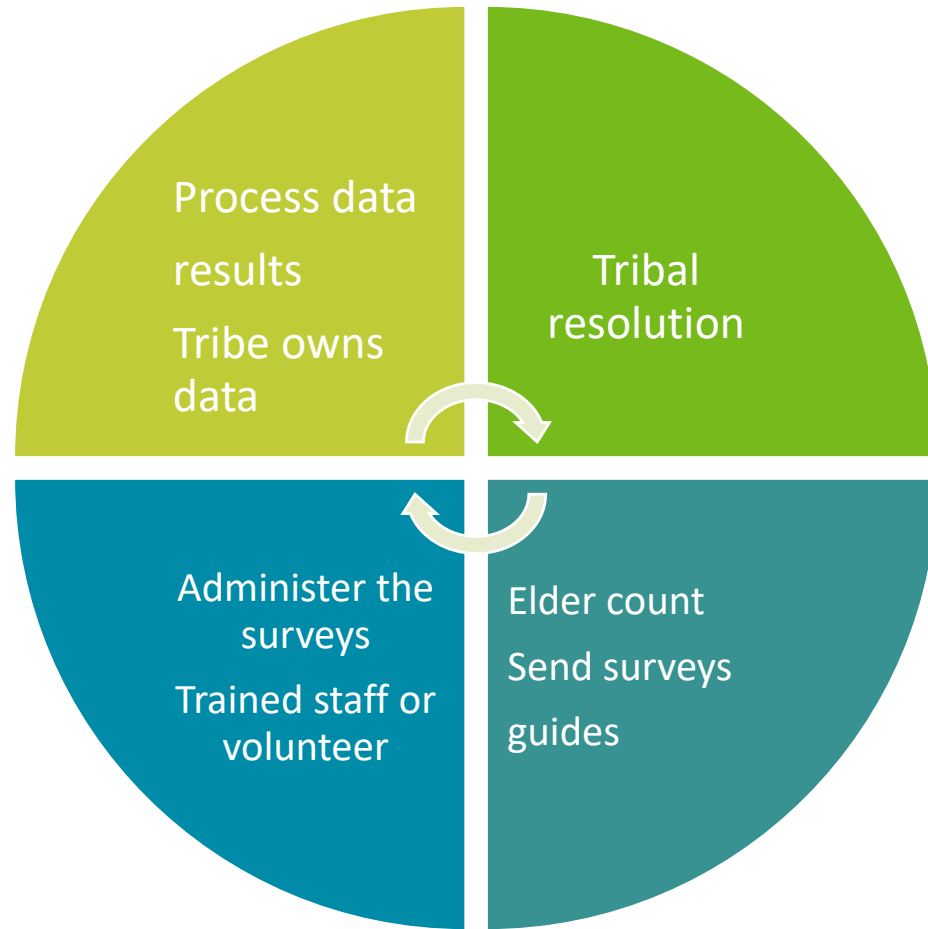 Process data
results
Tribe owns
data
Tribal
resolution
Administer the
surveys
Trained staff or
volunteer
Elder count
Send surveys
guides